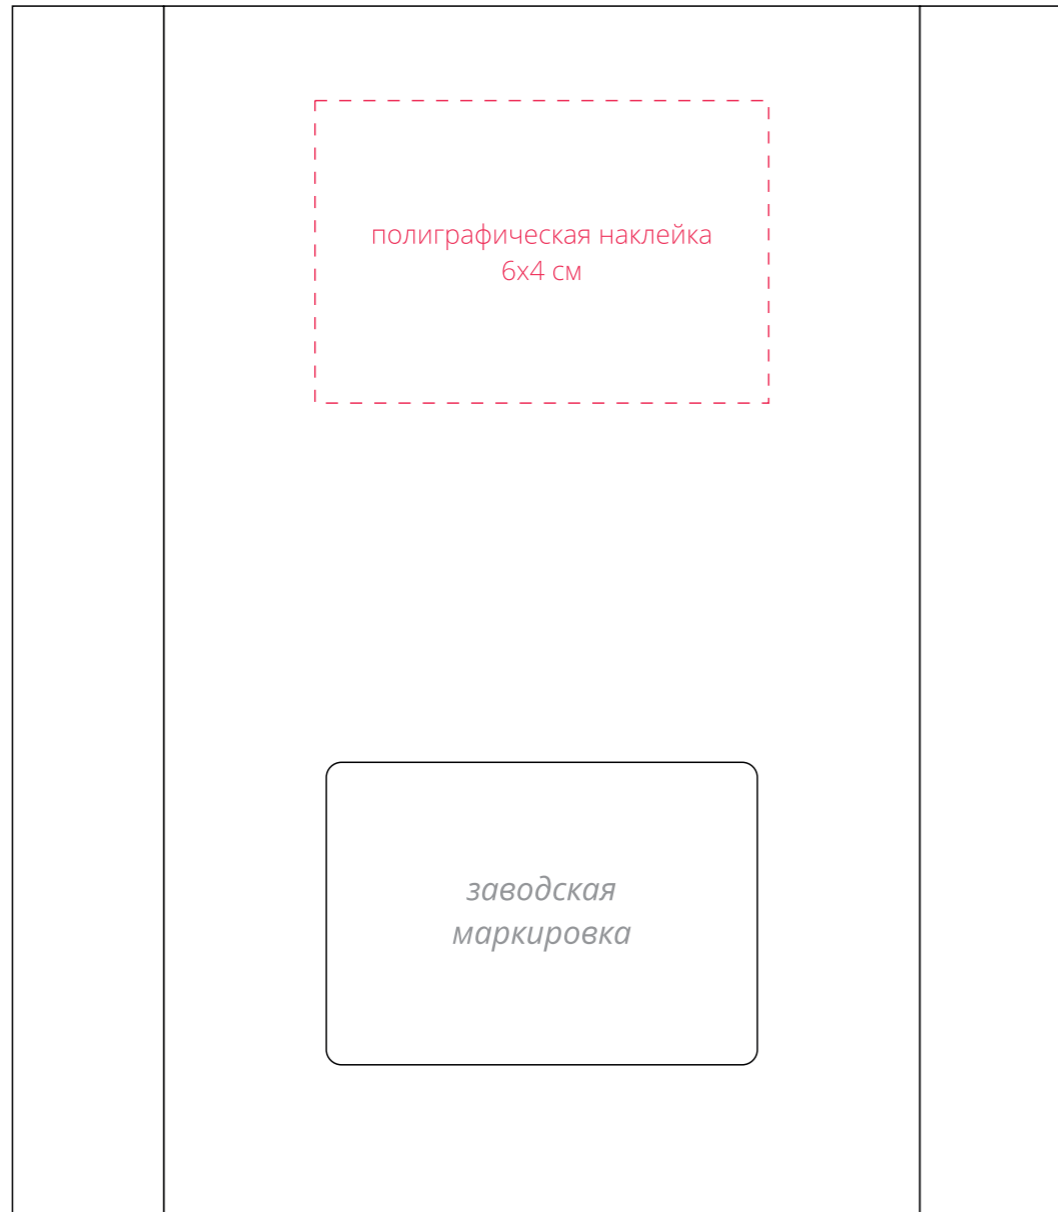 полиграфическая наклейка
6х4 см
заводская
маркировка